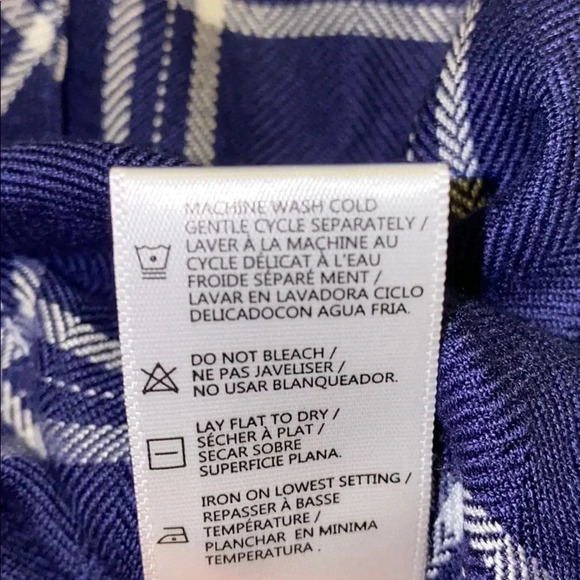 MACHINE WASH COLD
GENTLE CYCLE SEPARATELY /
LAVER À LA MACHINE AU
CYCLE DÉLICAT À L'EAU
FROIDE SÉPARÉ MENT /
LAVAR EN LAVADORA CICLO
DELICADOCON AGUA FRIA.
DO NOT BLEACH /
NE PAS JAVELISER /
NO USAR BLANQUEADOR.
LAY FLAT TO DRY /
SÉCHER À PLAT /
SECAR SOBRE
SUPERFICIE PLANA.
IRON ON LOWEST SETTING /
REPASSER À BASSE
TEMPÉRATURE /
PLANCHAR EN MINIMA
TEMPERATURA.